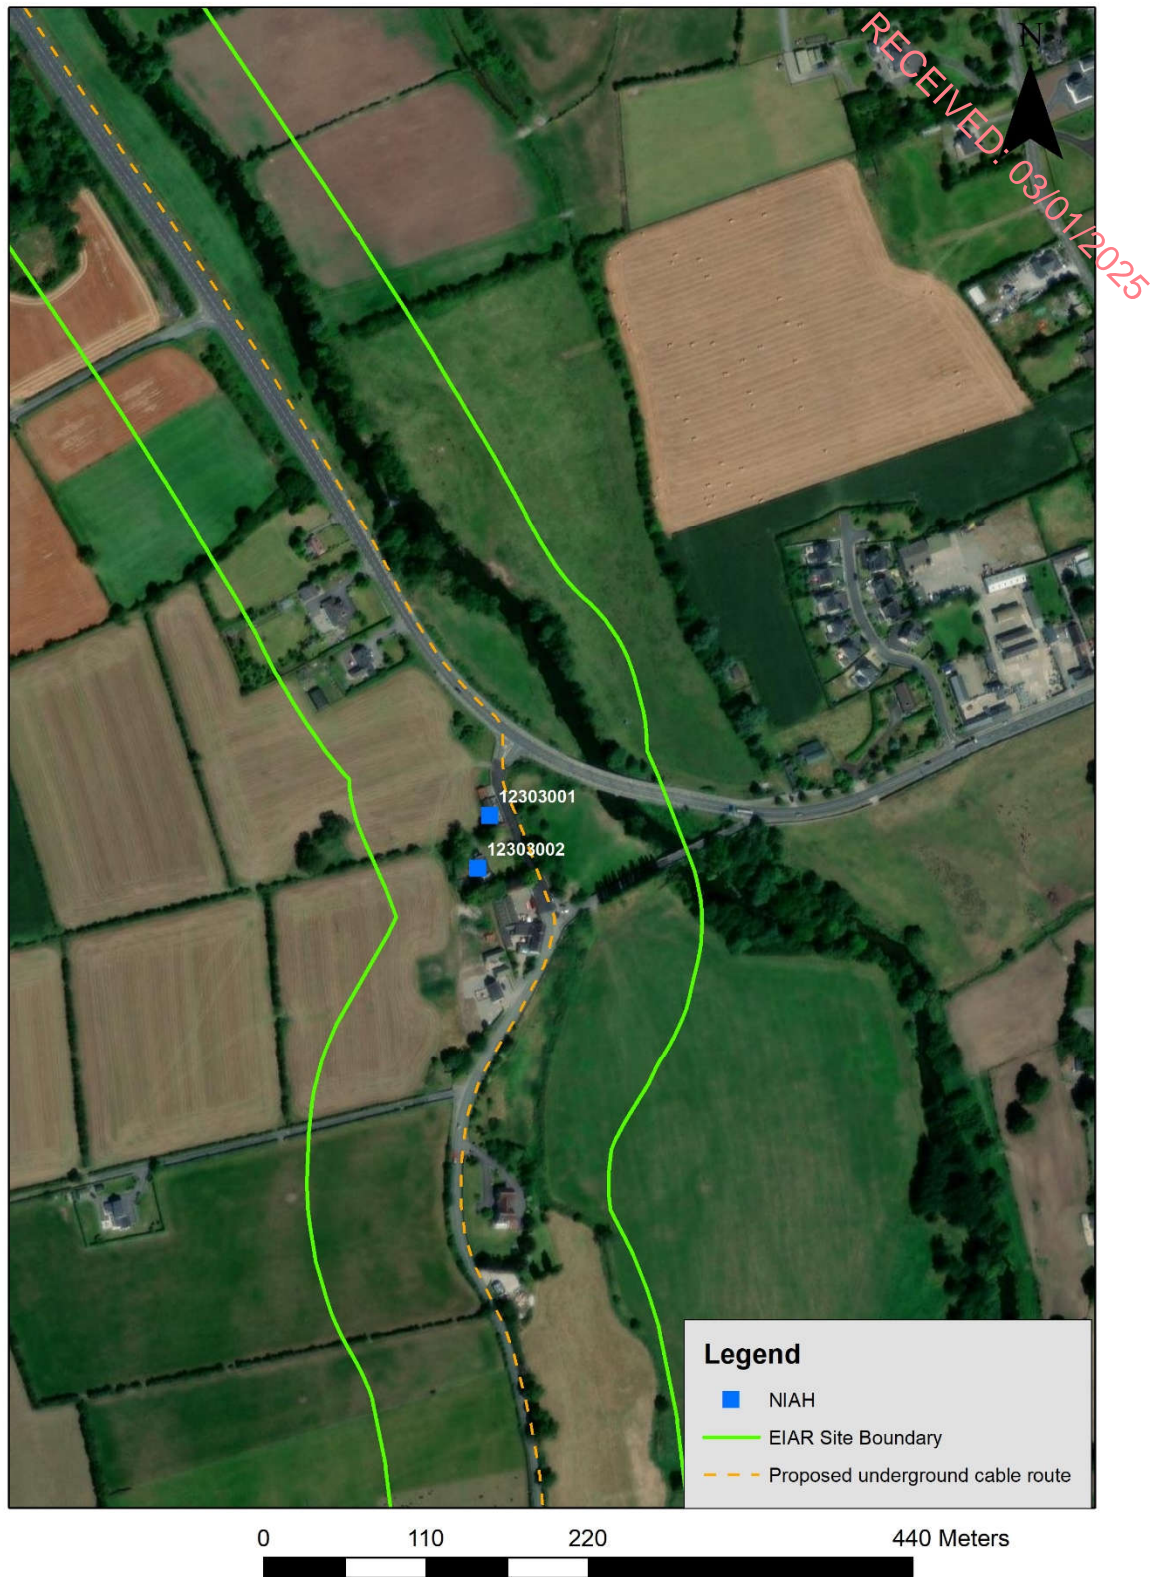 RECEIVED: 03/01/2025
N
12303001
12303002
Legend
NIAH
EIAR Site Boundary
Proposed underground cable route
0 110 220 440 Meters